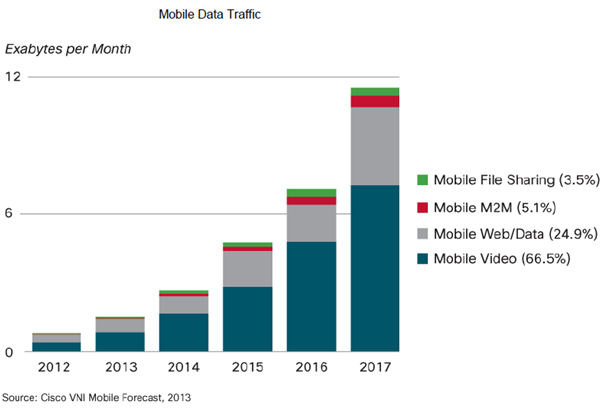 Mobile Data Traffic
Exabytes per Month
12
6
0
Mobile File Sharing (3.5%)
Mobile M2M (5.1%)
Mobile Web/Data (24.9%)
Mobile Video (66.5%)
2012 2013 2014 2015 2016 2017
Source: Cisco VNI Mobile Forecast, 2013